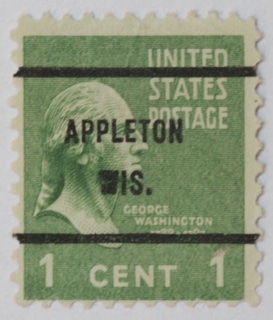 UNITED
STATES
POSTAGE
APPLETON
WIS.
GEORGE
WASHINGTON
1 CENT 1